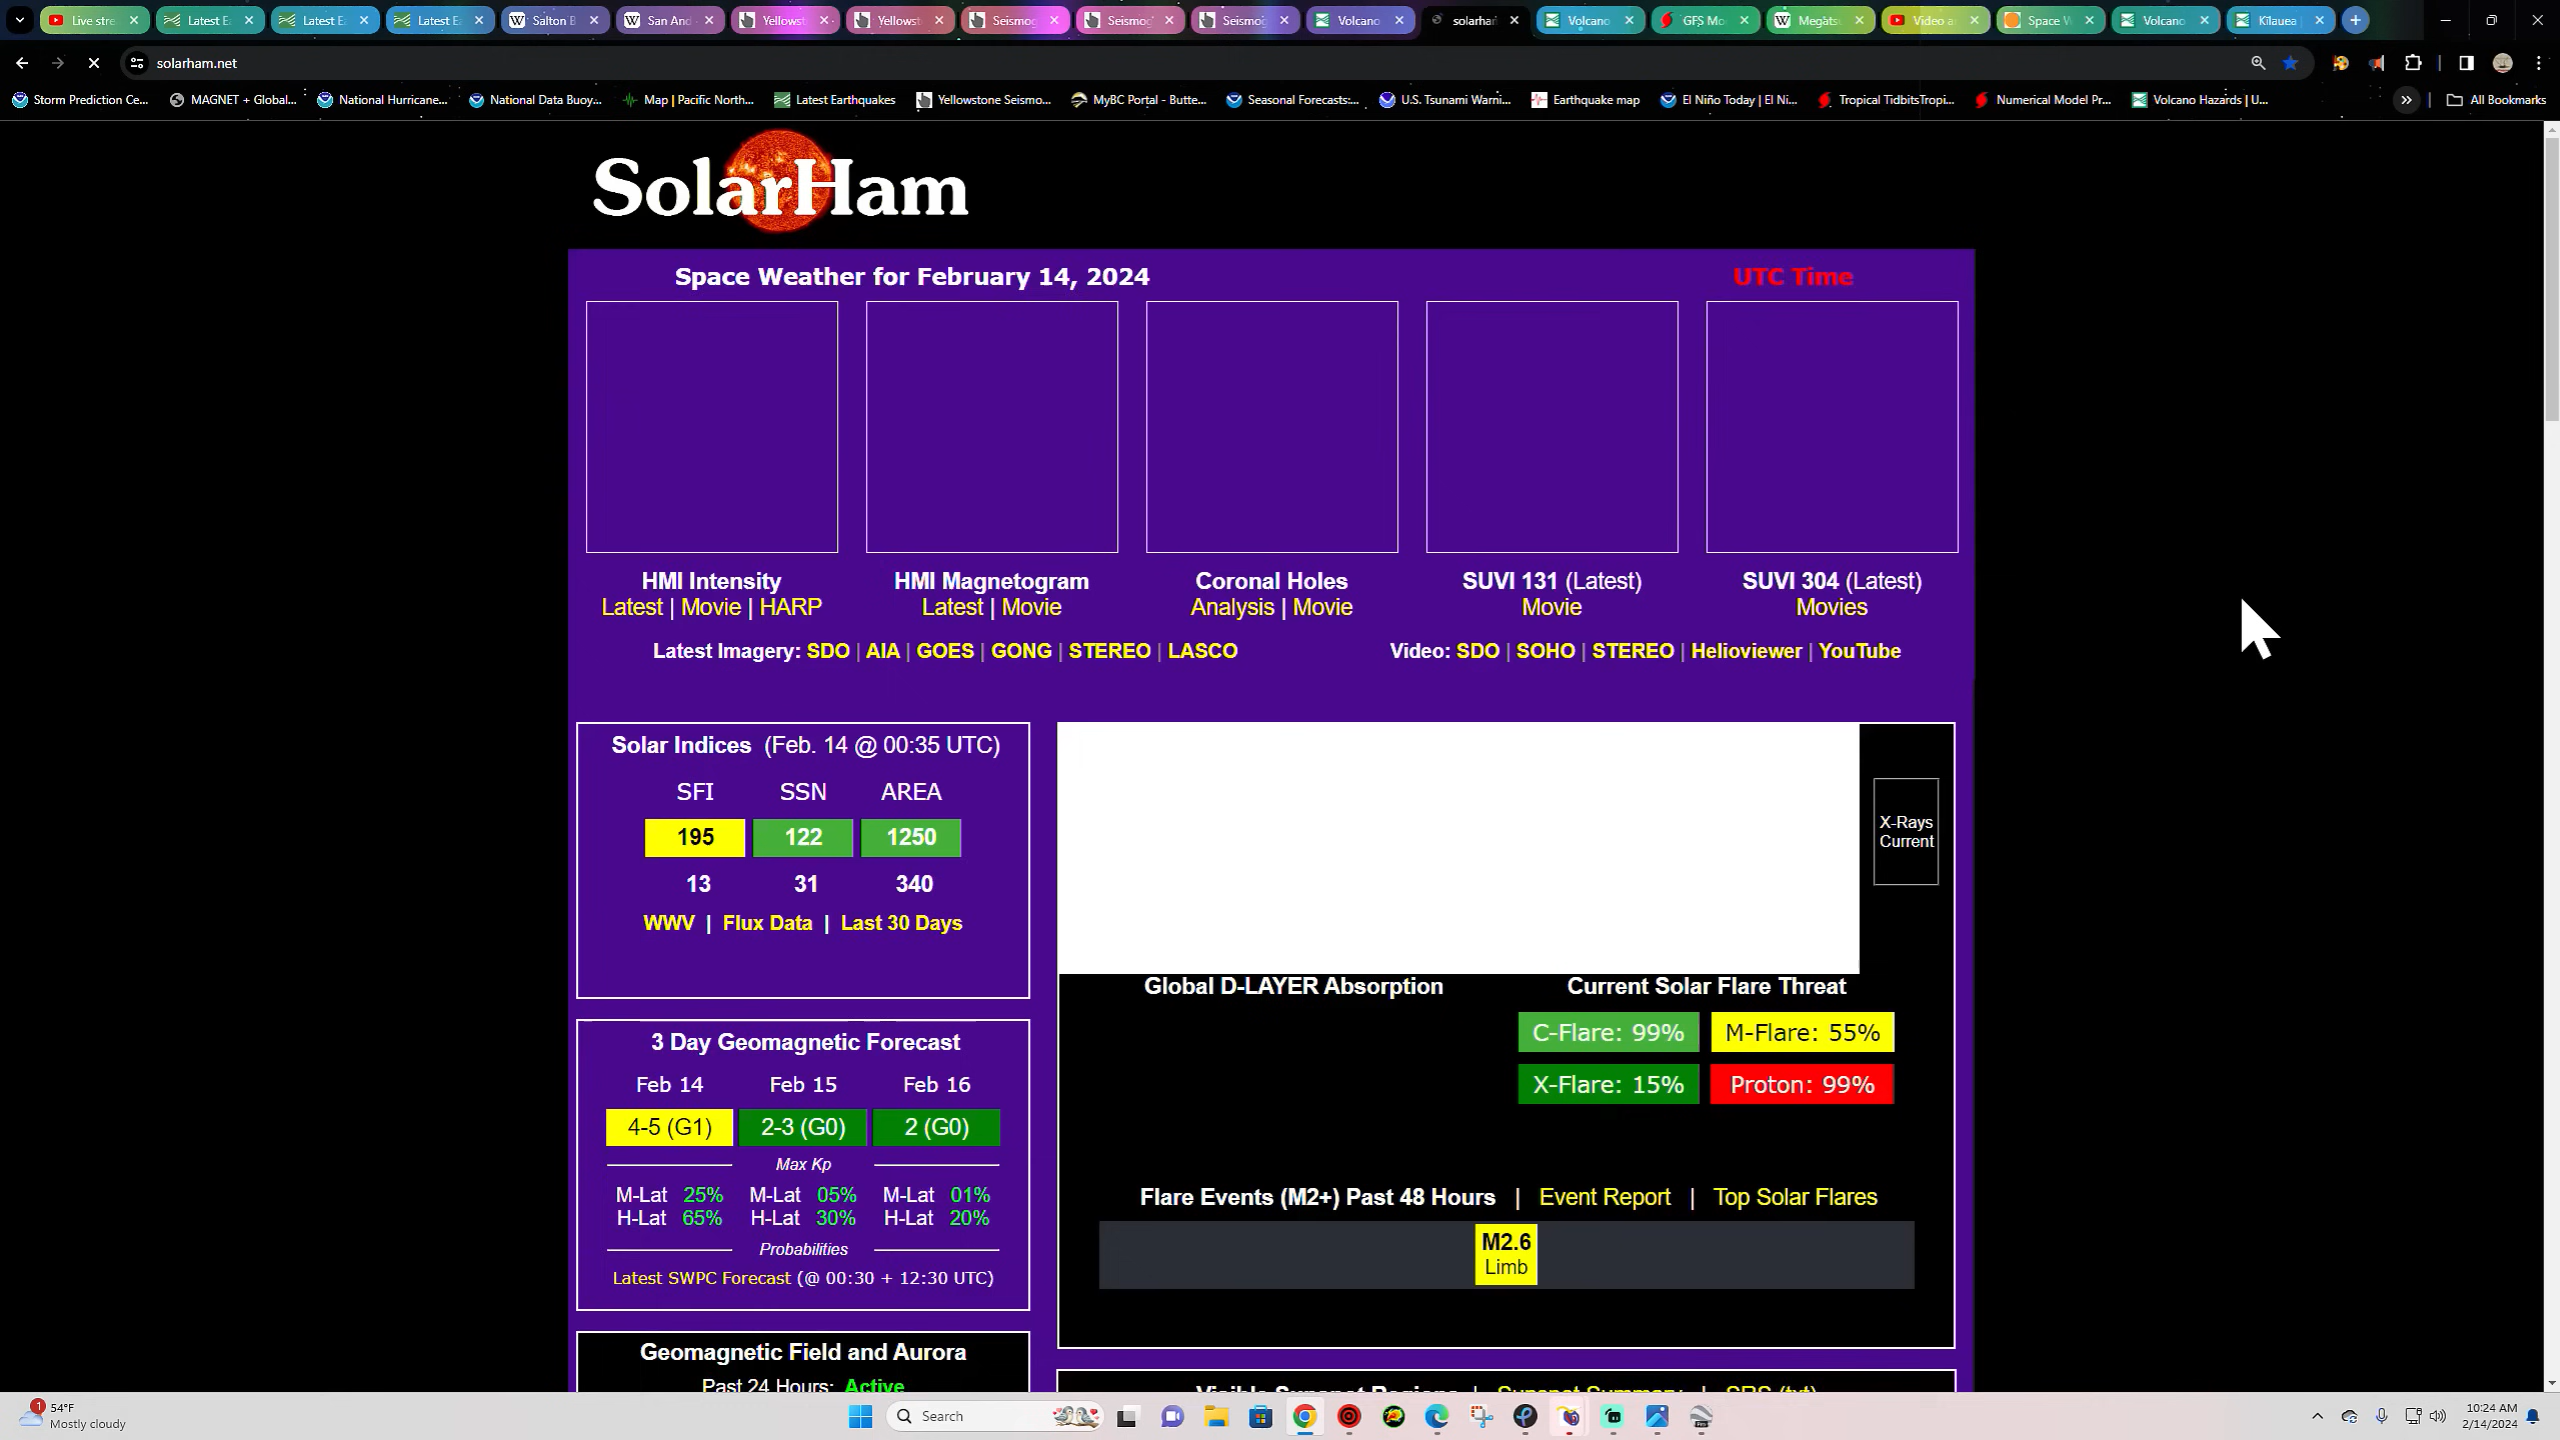 Live stre
Latest E
Latest E
Latest E
Salton B
San And
Yellowst
Yellowst
Seismog
Seismog
Seismog
Volcano
solarham
Volcano
GFS Mo
Megats
Video a
Space W
Volcano
Kilauea
solarham.net
Storm Prediction Ce...
MAGNET + Global...
National Hurricane...
National Data Buoy...
Map | Pacific North...
Latest Earthquakes
Yellowstone Seismo...
MyBC Portal - Butte...
Seasonal Forecasts:...
U.S. Tsunami Warni...
Earthquake map
El Niño Today | El Ni...
Tropical TidbitsTropi...
Numerical Model Pr...
Volcano Hazards | U...
All Bookmarks
SolarHam
Space Weather for February 14, 2024
UTC Time
HMI Intensity
Latest | Movie | HARP
HMI Magnetogram
Latest | Movie
Coronal Holes
Analysis | Movie
SUVI 131 (Latest)
Movie
SUVI 304 (Latest)
Movies
Latest Imagery: SDO | AIA | GOES | GONG | STEREO | LASCO
Video: SDO | SOHO | STEREO | Helioviewer | YouTube
Solar Indices (Feb. 14 @ 00:35 UTC)
SFI SSN AREA
195 122 1250
13 31 340
WWV | Flux Data | Last 30 Days
X-Rays
Current
Global D-LAYER Absorption
Current Solar Flare Threat
C-Flare: 99% M-Flare: 55%
X-Flare: 15% Proton: 99%
3 Day Geomagnetic Forecast
Feb 14 Feb 15 Feb 16
4-5 (G1) 2-3 (G0) 2 (G0)
Max Kp
M-Lat 25% M-Lat 05% M-Lat 01%
H-Lat 65% H-Lat 30% H-Lat 20%
Probabilities
Latest SWPC Forecast (@ 00:30 + 12:30 UTC)
Flare Events (M2+) Past 48 Hours | Event Report | Top Solar Flares
M2.6
Limb
Geomagnetic Field and Aurora
Past 24 Hours: Active
Visible Sunspot Regions | Sunspot Summary | SRS (txt)
1
54°F
Mostly cloudy
Search
10:24 AM
2/14/2024